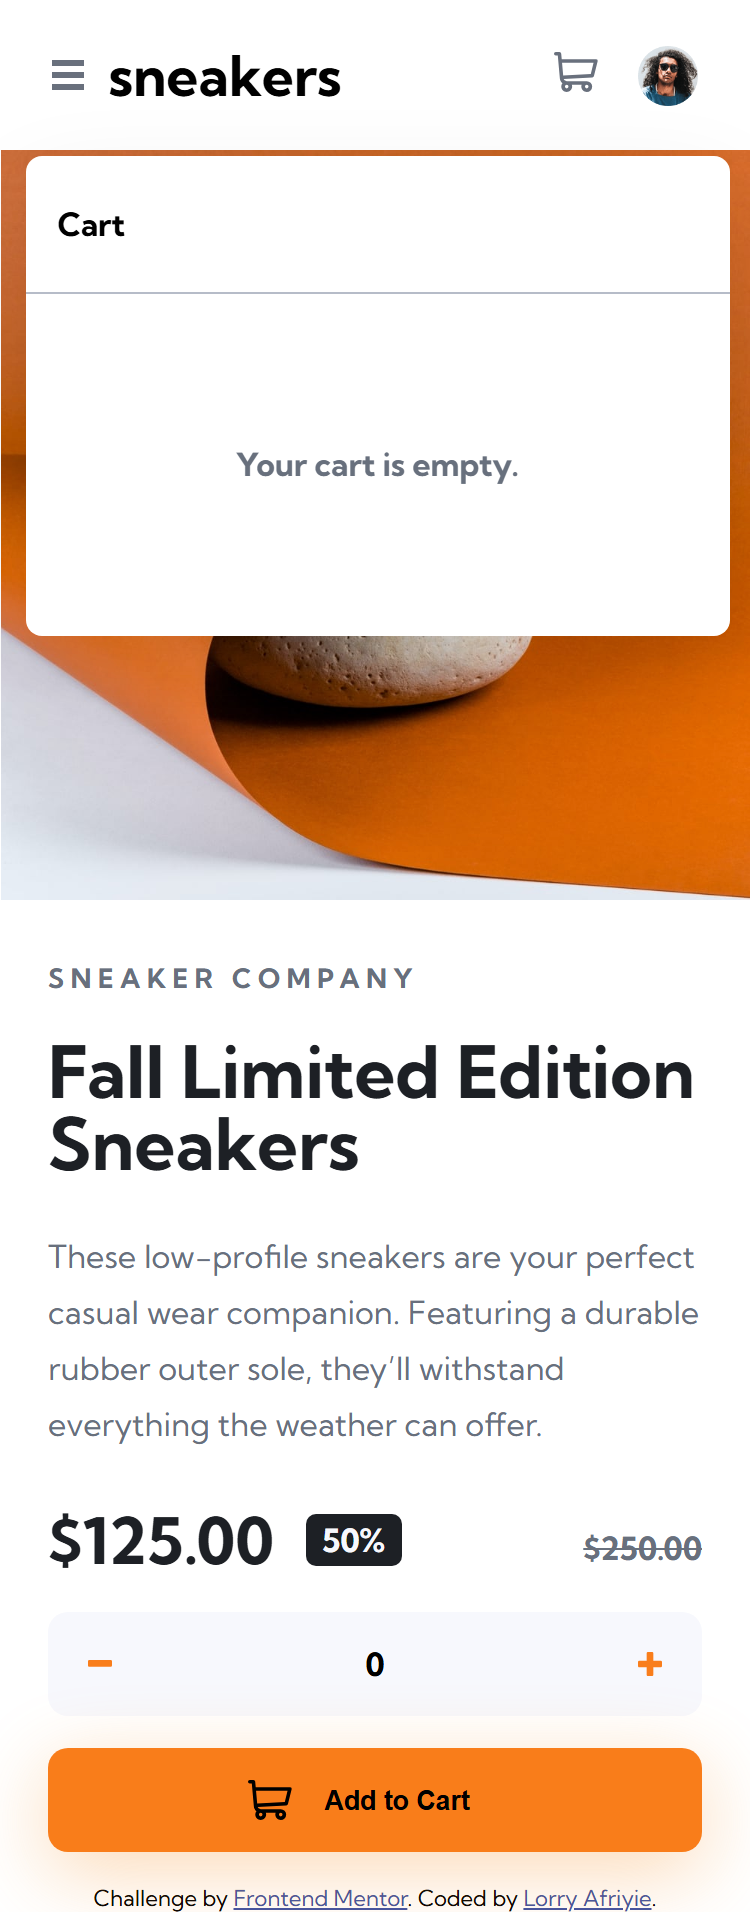 sneakers
Cart
Your cart is empty.
SNEAKER COMPANY
Fall Limited Edition
Sneakers
These low-profile sneakers are your perfect
casual wear companion. Featuring a durable
rubber outer sole, they’ll withstand
everything the weather can offer.
$125.00 50% $250.00
0
Add to Cart
Challenge by Frontend Mentor. Coded by Lorry Afriyie.